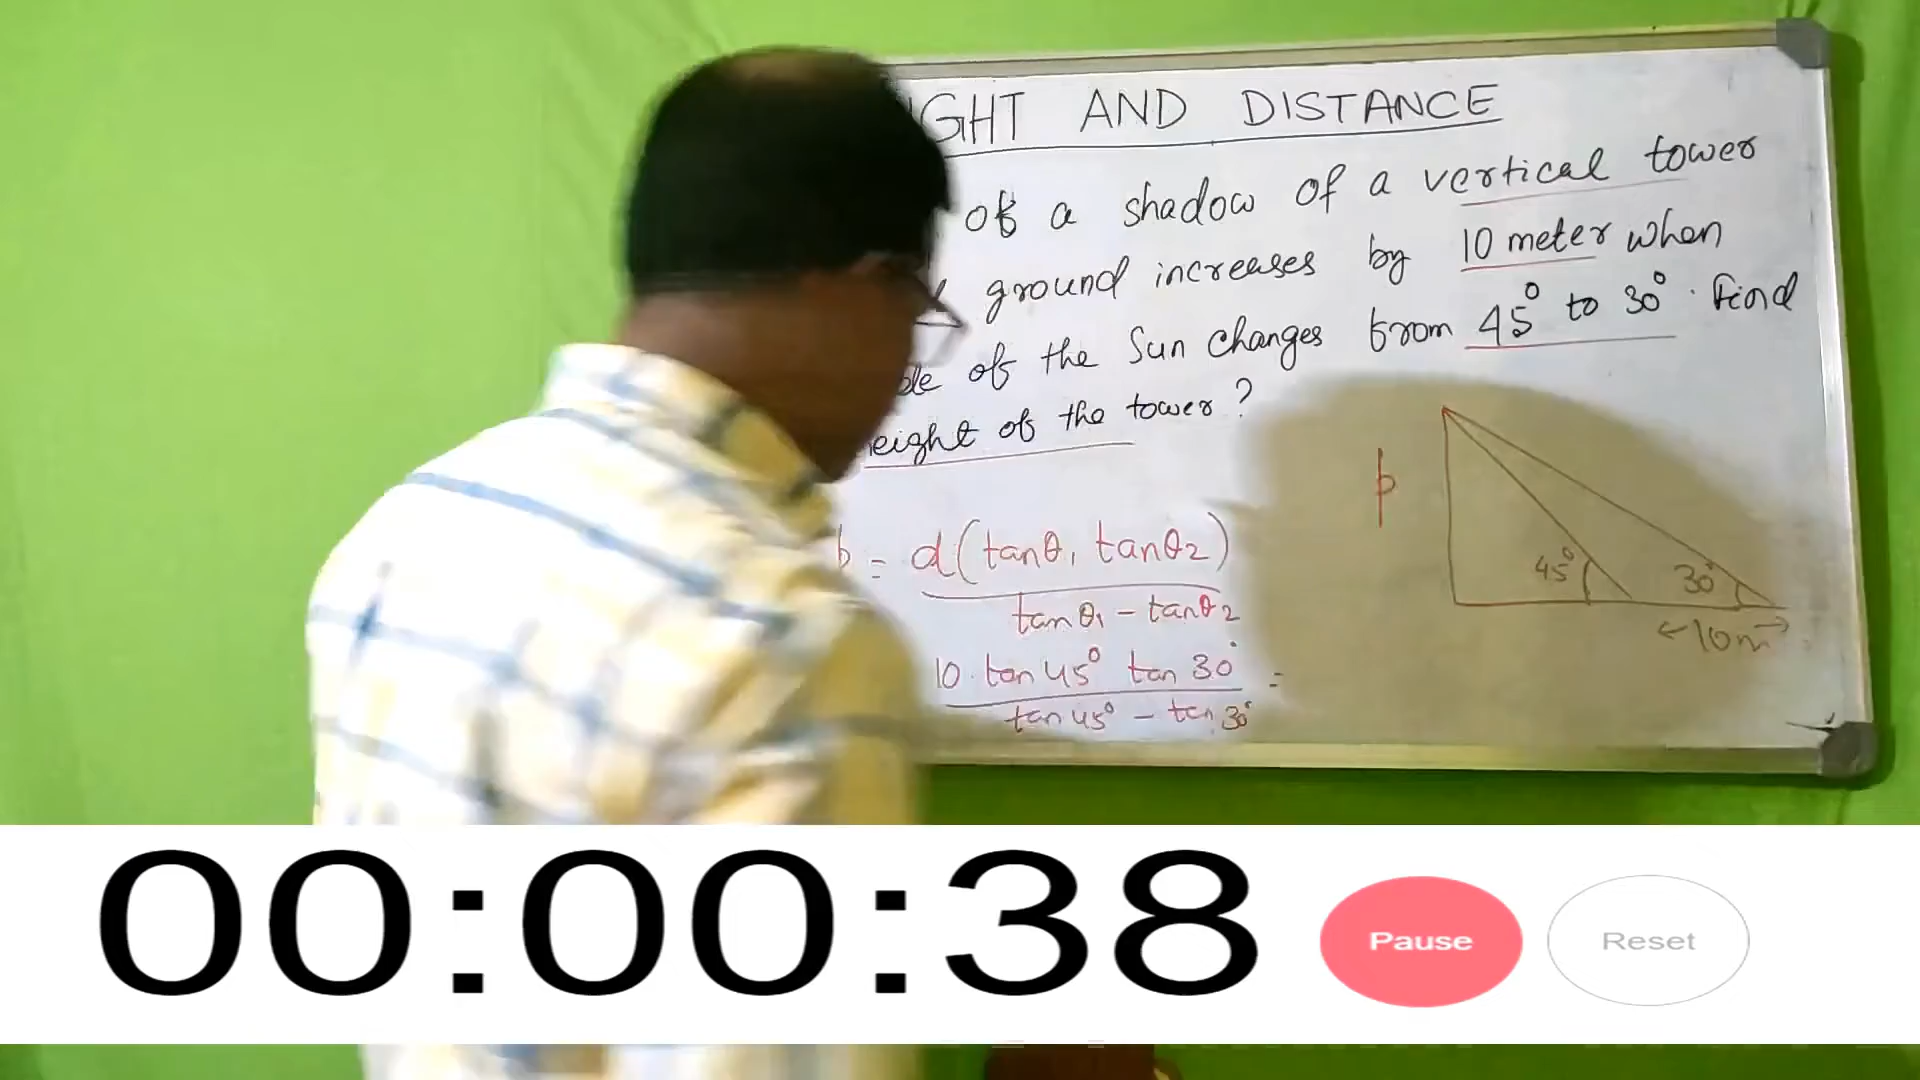 GHT AND DISTANCE
of a shadow of a vertical tower
ground increases by 10 meter when
of the Sun changes from 45° to 30°. Find
eight of the tower?
p
45° 30°
10m
p = d(tanθ1 tanθ2)
tanθ1 - tanθ2
10. tan 45° tan 30° =
tan 45° - tan 30°
00:00:38
Pause
Reset